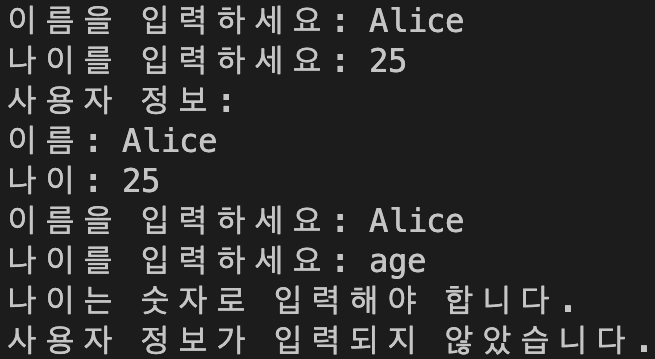 이름을 입력하세요: Alice
나이를 입력하세요: 25
사용자 정보:
이름: Alice
나이: 25
이름을 입력하세요: Alice
나이를 입력하세요: age
나이는 숫자로 입력해야 합니다.
사용자 정보가 입력되지 않았습니다.